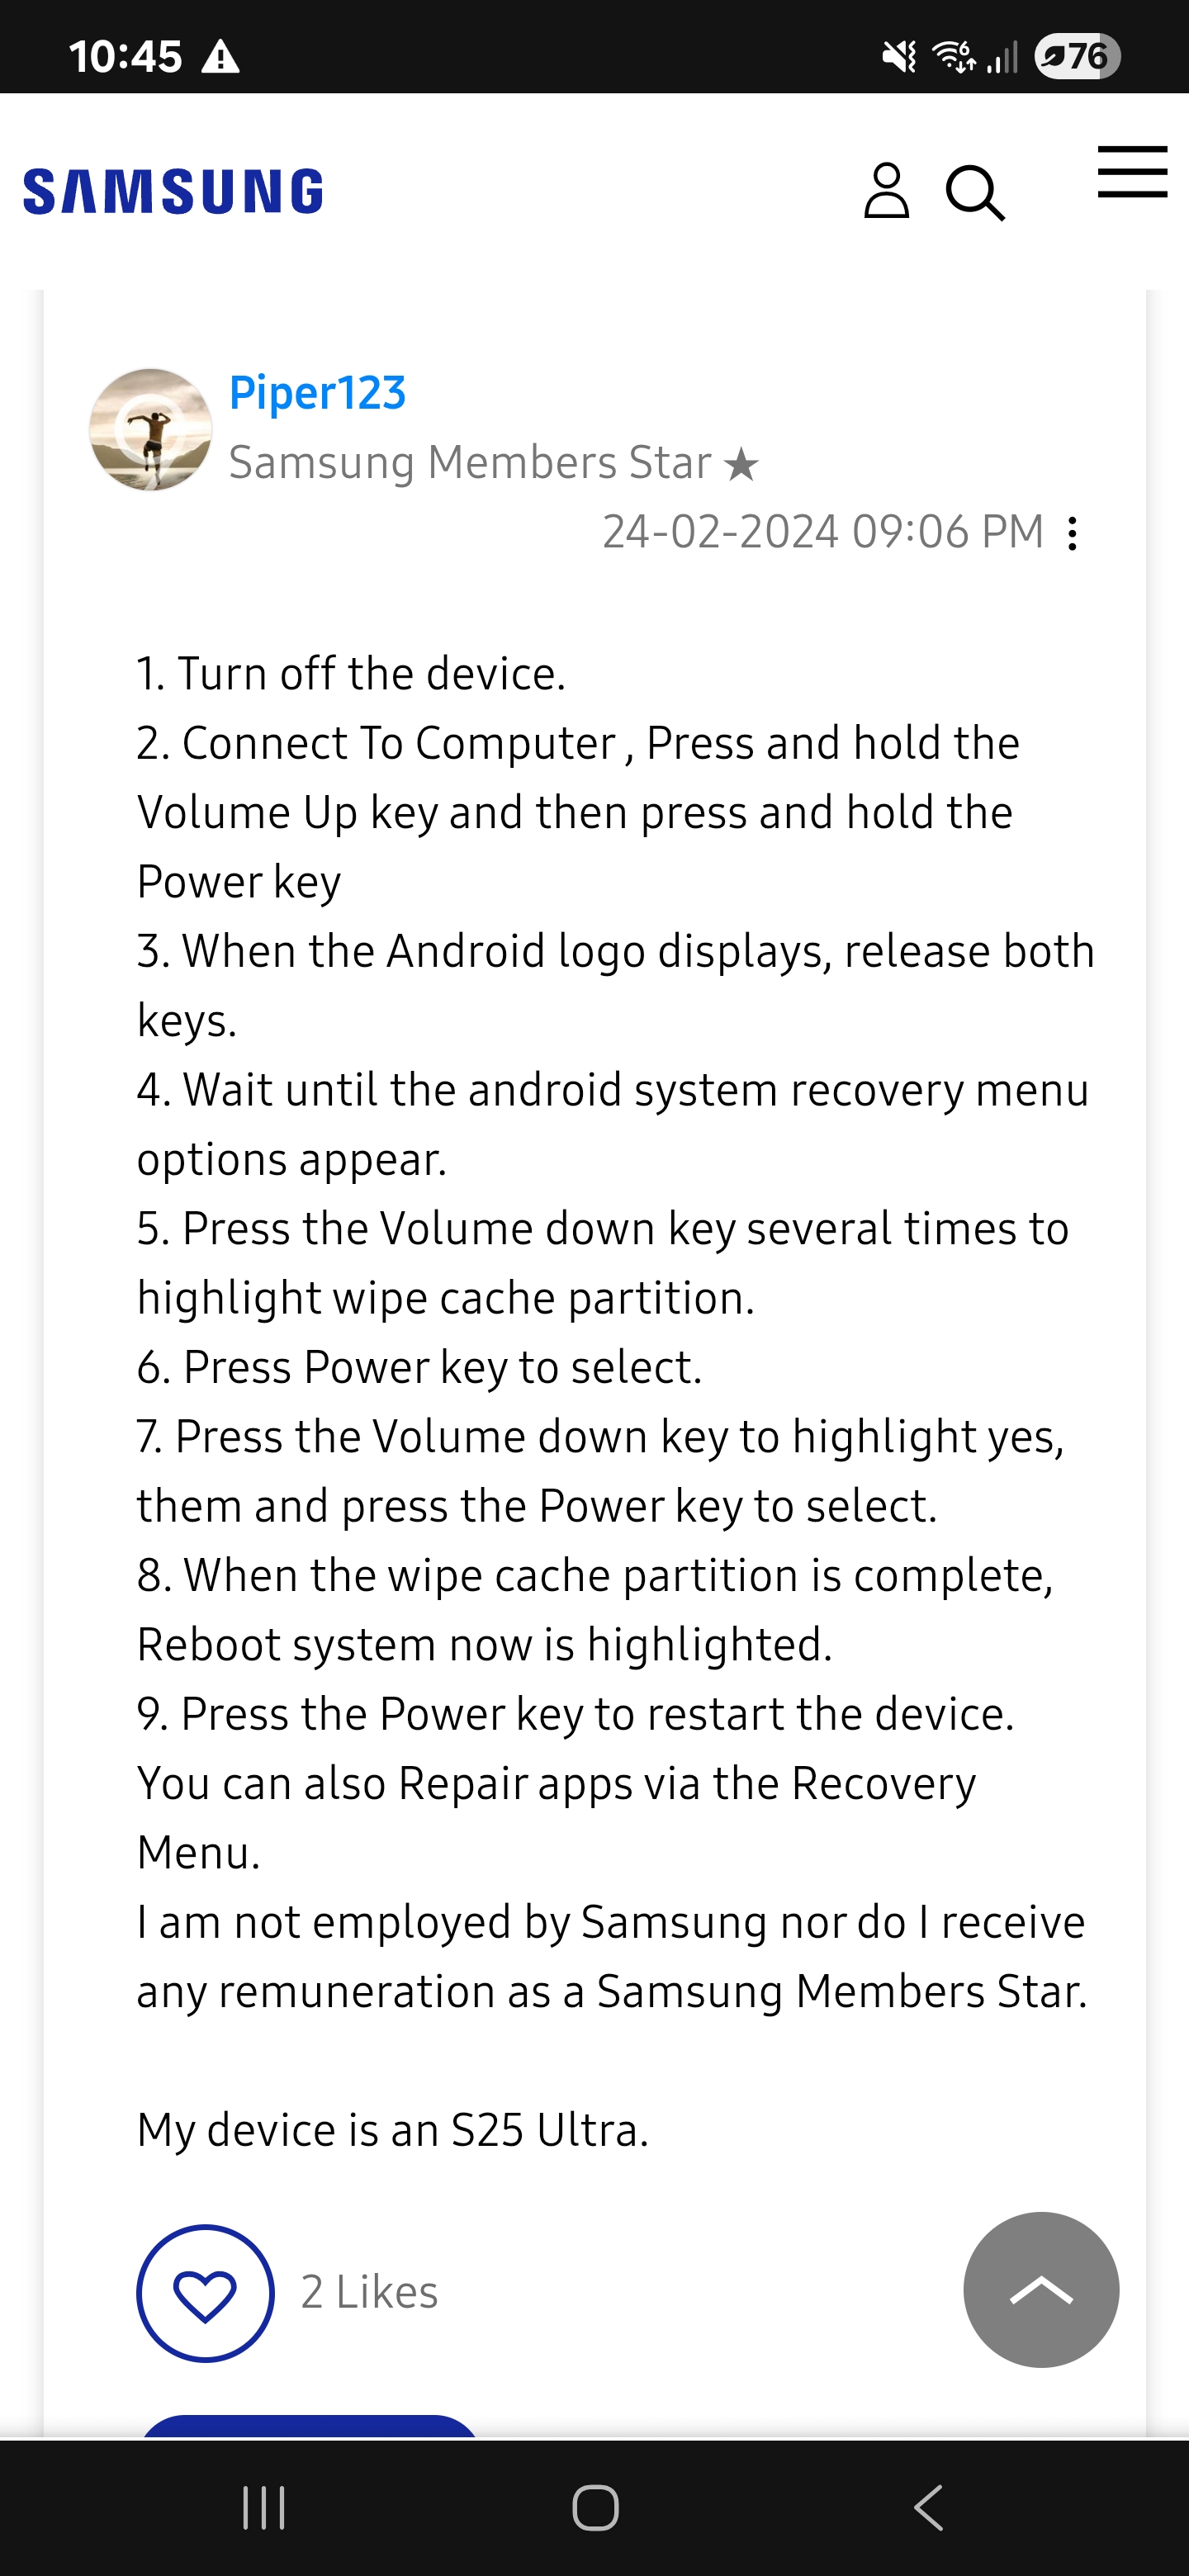 10:45
6
76
SAMSUNG
Piper123
Samsung Members Star ★
24-02-2024 09:06 PM
1. Turn off the device.
2. Connect To Computer , Press and hold the
Volume Up key and then press and hold the
Power key
3. When the Android logo displays, release both
keys.
4. Wait until the android system recovery menu
options appear.
5. Press the Volume down key several times to
highlight wipe cache partition.
6. Press Power key to select.
7. Press the Volume down key to highlight yes,
them and press the Power key to select.
8. When the wipe cache partition is complete,
Reboot system now is highlighted.
9. Press the Power key to restart the device.
You can also Repair apps via the Recovery
Menu.
I am not employed by Samsung nor do I receive
any remuneration as a Samsung Members Star.
My device is an S25 Ultra.
2 Likes